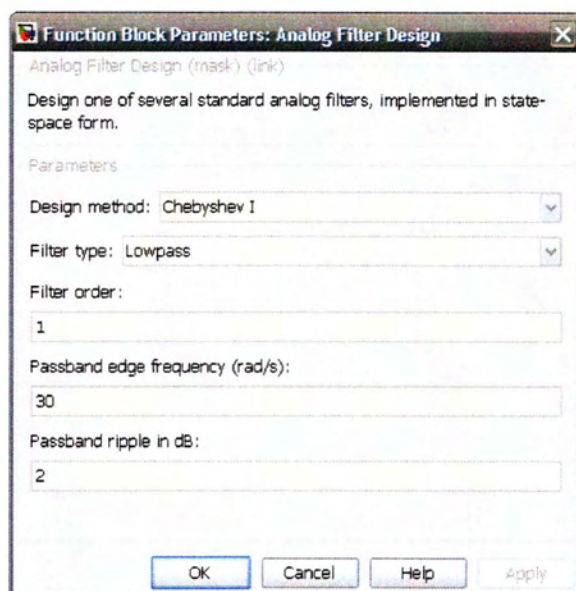 Function Block Parameters: Analog Filter Design
Analog Filter Design (mask) (link)
Design one of several standard analog filters, implemented in state-
space form.
Parameters
Design method: Chebyshev I
Filter type: Lowpass
Filter order:
1
Passband edge frequency (rad/s):
30
Passband ripple in dB:
2
OK Cancel Help Apply